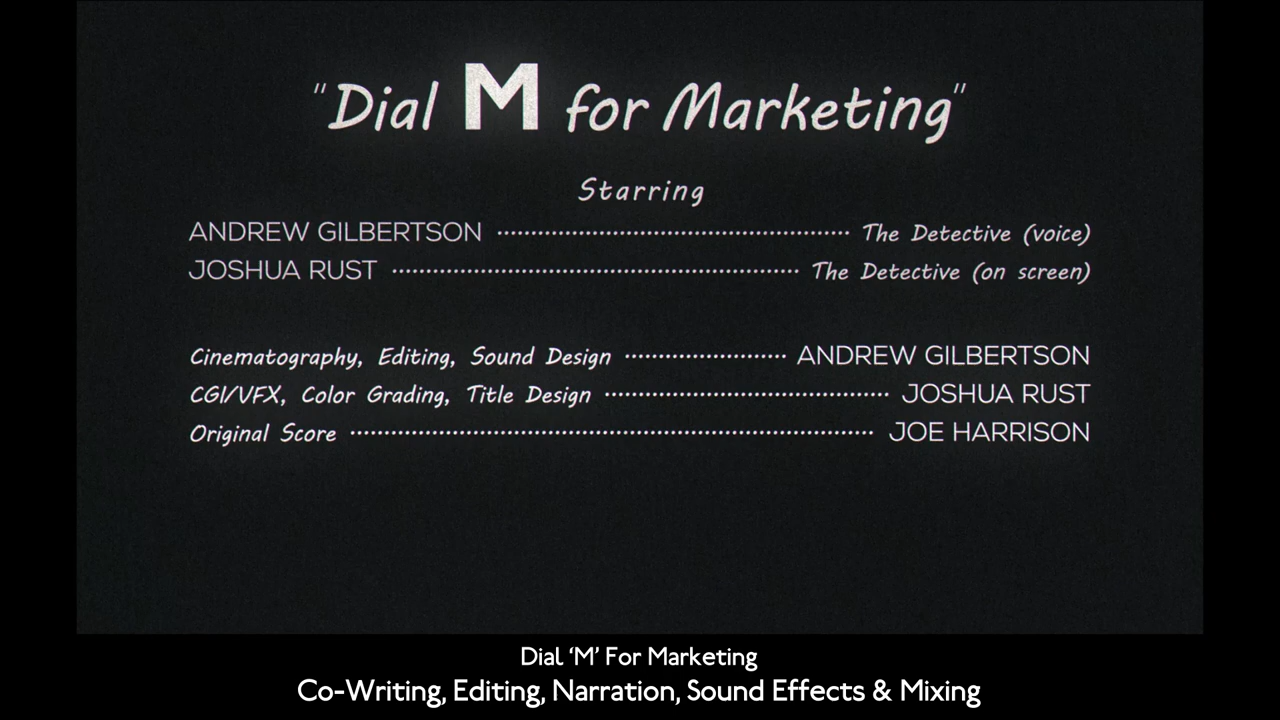 "Dial M for Marketing"
Starring
ANDREW GILBERTSON ........................ The Detective (voice)
JOSHUA RUST ........................ The Detective (on screen)
Cinematography, Editing, Sound Design ........................ ANDREW GILBERTSON
CGI/VFX, Color Grading, Title Design ........................ JOSHUA RUST
Original Score ........................ JOE HARRISON
Dial ‘M’ For Marketing
Co-Writing, Editing, Narration, Sound Effects & Mixing